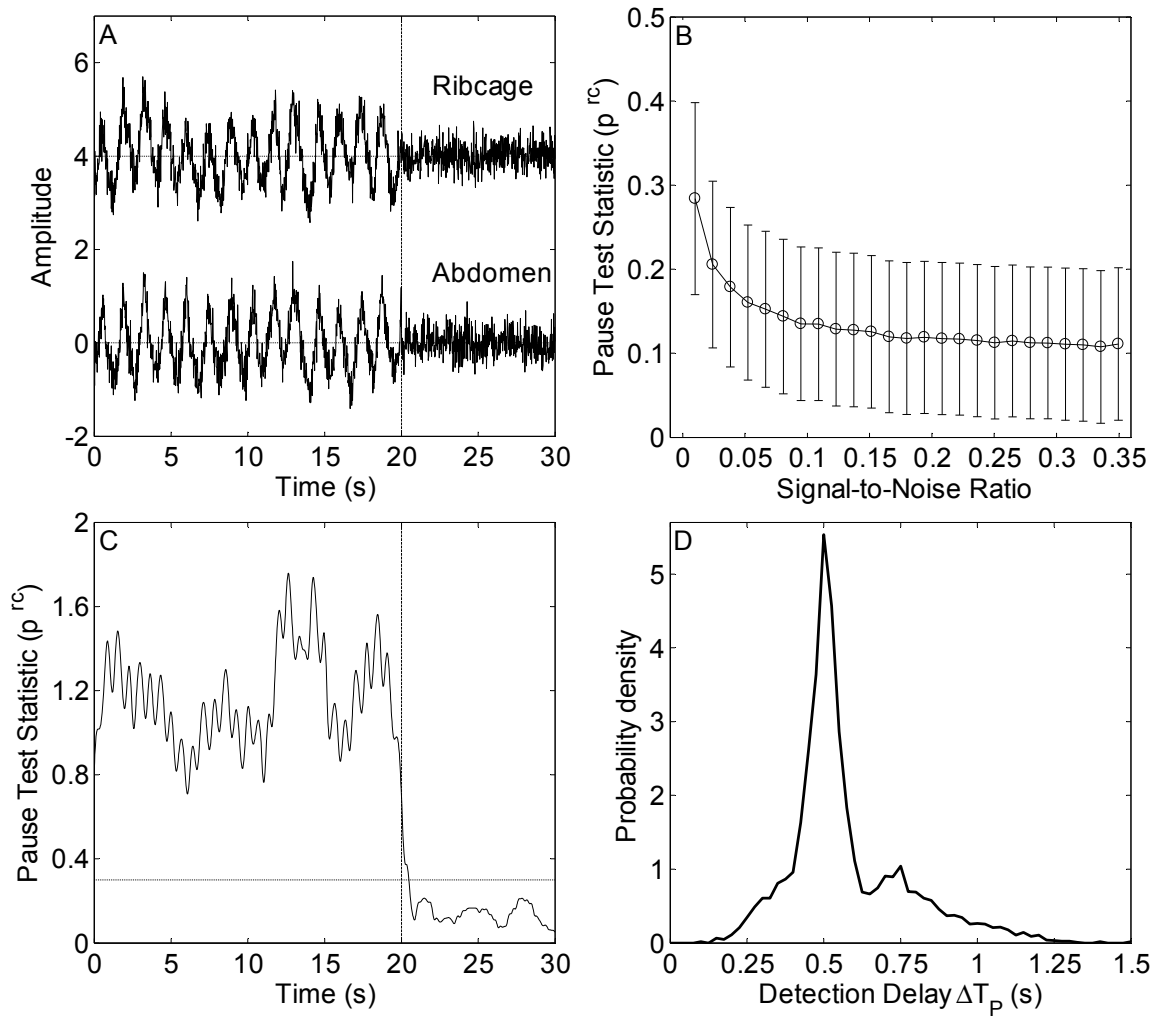 A
6
4
2
0
-2
Amplitude
Ribcage
Abdomen
0 5 10 15 20 25 30
Time (s)
B
0.5
0.4
0.3
0.2
0.1
0
Pause Test Statistic (p rc)
0 0.05 0.1 0.15 0.2 0.25 0.3 0.35
Signal-to-Noise Ratio
C
2
1.6
1.2
0.8
0.4
0
Pause Test Statistic (p rc)
0 5 10 15 20 25 30
Time (s)
D
5
4
3
2
1
0
Probability density
0.25 0.5 0.75 1 1.25 1.5
Detection Delay ΔT_P (s)